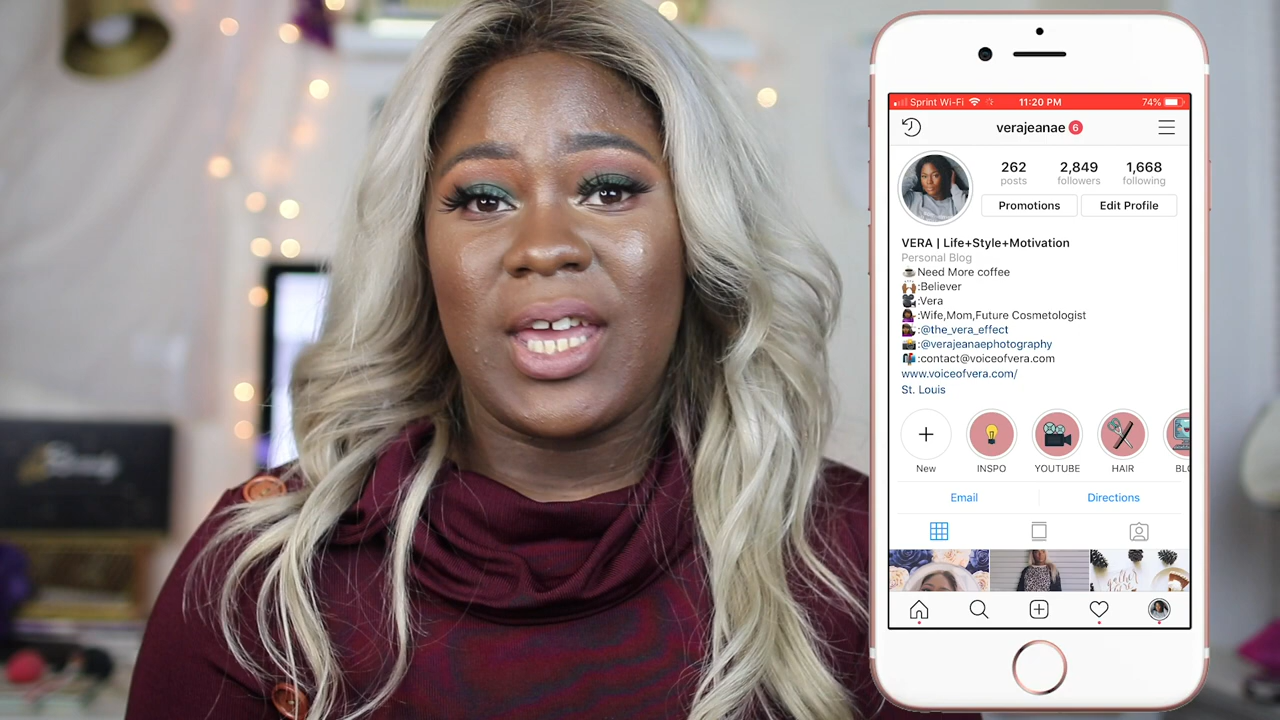 Sprint Wi-Fi 11:20 PM 74%
verajeanae 6
262 2,849 1,668
posts followers following
Promotions Edit Profile
VERA | Life+Style+Motivation
Personal Blog
☕Need More coffee
🙌🏾:Believer
🎥:Vera
:Wife,Mom,Future Cosmetologist
:@the_vera_effect
:@verajeanaephotography
:contact@voiceofvera.com
www.voiceofvera.com/
St. Louis
New INSPO YOUTUBE HAIR
Email Directions